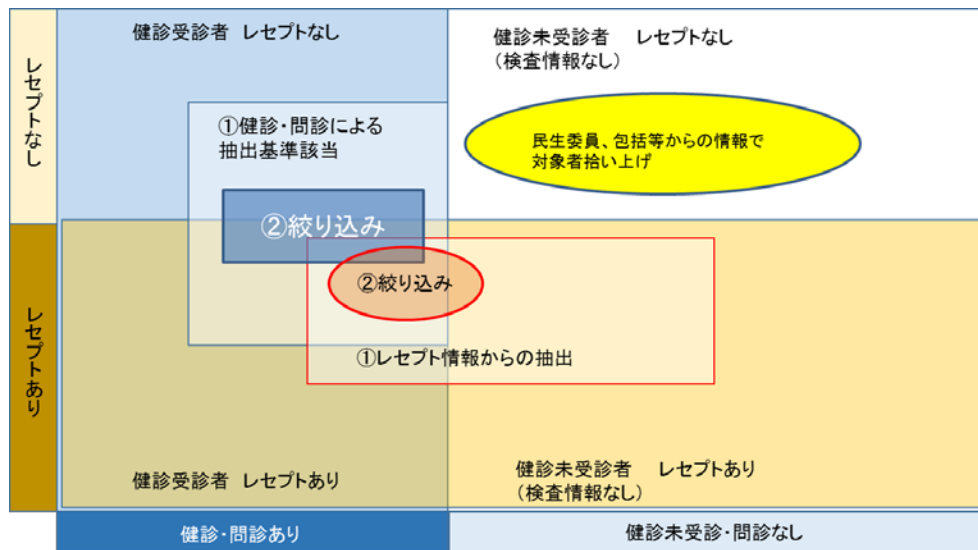 健診受診者 レセプトなし
健診未受診者 レセプトなし
（検査情報なし）
レセプトなし
①健診・問診による
抽出基準該当
民生委員、包括等からの情報で
対象者拾い上げ
②絞り込み
②絞り込み
レセプトあり
①レセプト情報からの抽出
健診受診者 レセプトあり
健診未受診者 レセプトあり
（検査情報なし）
健診・問診あり
健診未受診・問診なし